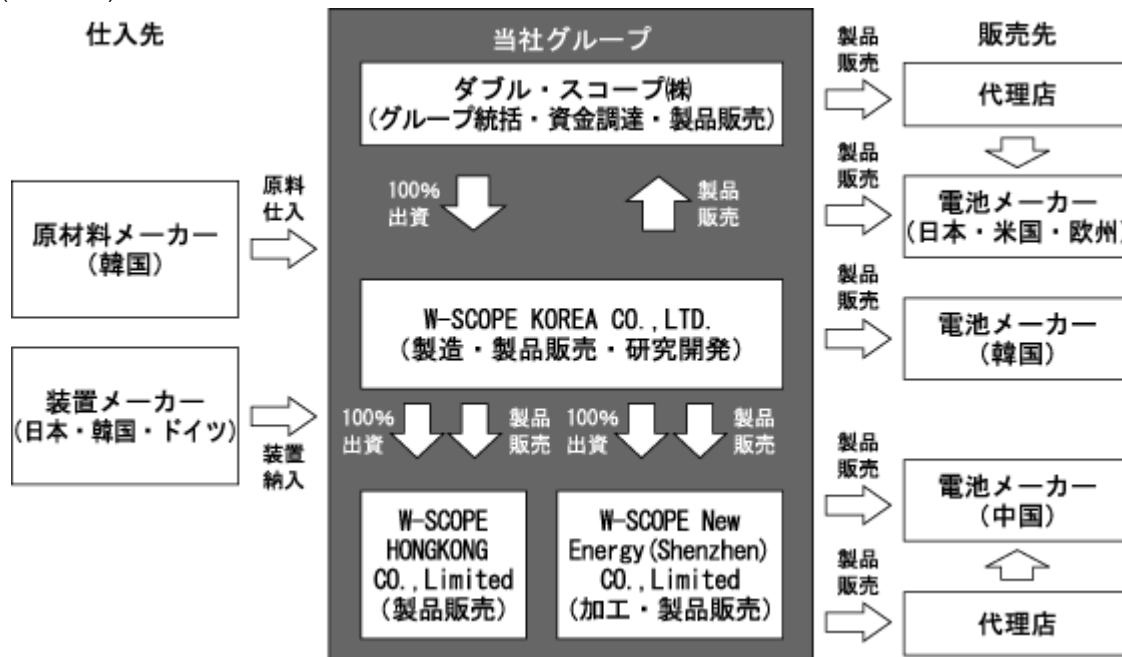 仕入先
原材料メーカー
(韓国)
原料
仕入
装置メーカー
(日本・韓国・ドイツ)
装置
納入
当社グループ
ダブル・スコープ㈱
(グループ統括・資金調達・製品販売)
100%
出資
製品
販売
W-SCOPE KOREA CO.,LTD.
(製造・製品販売・研究開発)
100%
出資
製品
販売
100%
出資
製品
販売
W-SCOPE
HONGKONG
CO.,Limited
(製品販売)
W-SCOPE New
Energy(Shenzhen)
CO.,Limited
(加工・製品販売)
販売先
製品
販売
代理店
製品
販売
電池メーカー
(日本・米国・欧州)
製品
販売
電池メーカー
(韓国)
製品
販売
電池メーカー
(中国)
製品
販売
代理店